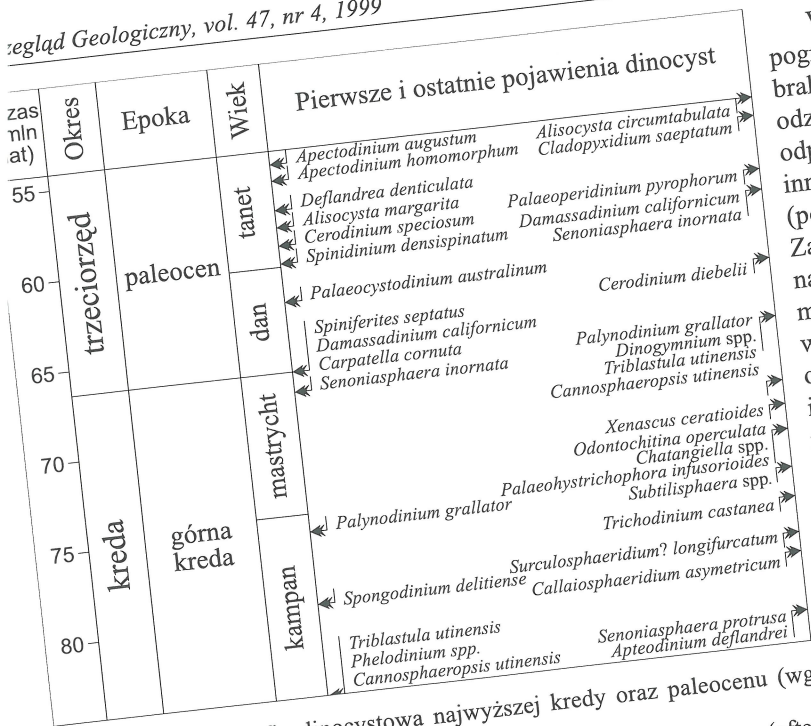 zegląd Geologiczny, vol. 47, nr 4, 1999
czas
mln
lat)
Okres
Epoka
Wiek
Pierwsze i ostatnie pojawienia dinocyst
55
60
65
70
75
80
trzeciorzęd
kreda
paleocen
górna
kreda
tanet
dan
mastrycht
kampan
Apectodinium augustum
Apectodinium homomorphum
Deflandrea denticulata
Alisocysta margarita
Cerodinium speciosum
Spinidinium densispinatum
Palaeocystodinium australinum
Spiniferites septatus
Damassadinium californicum
Carpatella cornuta
Senoniasphaera inornata
Palynodinium grallator
Spongodinium delitiense
Triblastula utinensis
Phelodinium spp.
Cannosphaeropsis utinensis
Alisocysta circumtabulata
Cladopyxidium saeptatum
Palaeoperidinium pyrophorum
Damassadinium californicum
Senoniasphaera inornata
Cerodinium diebelii
Palynodinium grallator
Dinogymnium spp.
Triblastula utinensis
Cannosphaeropsis utinensis
Xenascus ceratioides
Odontochitina operculata
Chatangiella spp.
Palaeohystrichophora infusorioides
Subtilisphaera spp.
Trichodinium castanea
Surculosphaeridium? longifurcatum
Callaiosphaeridium asymetricum
Senoniasphaera protrusa
Apteodinium deflandrei
dinocystowa najwyższej kredy oraz paleocenu (wg